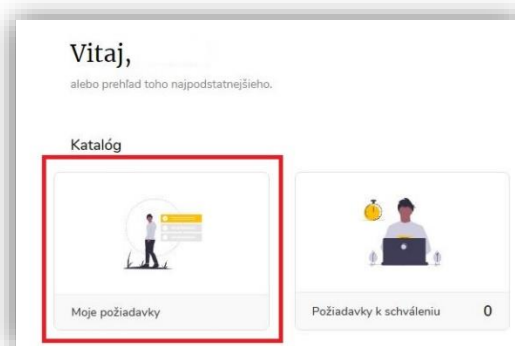 Vitaj,
alebo prehľad toho najpodstatnejšieho.
Katalóg
Moje požiadavky
Požiadavky k schváleniu 0